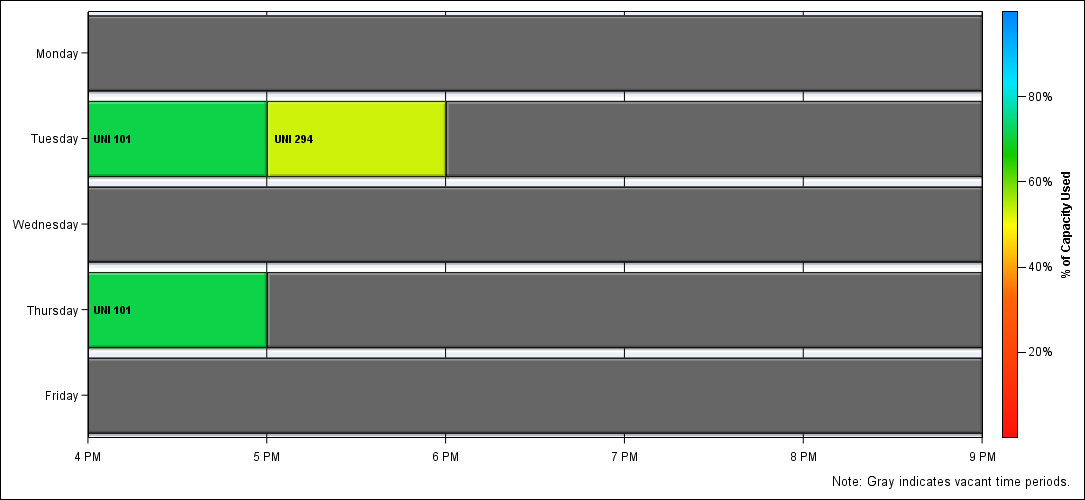 Monday
Tuesday
UNI 101
UNI 294
Wednesday
Thursday
UNI 101
Friday
4 PM
5 PM
6 PM
7 PM
8 PM
9 PM
80%
60%
40%
20%
% of Capacity Used
Note: Gray indicates vacant time periods.